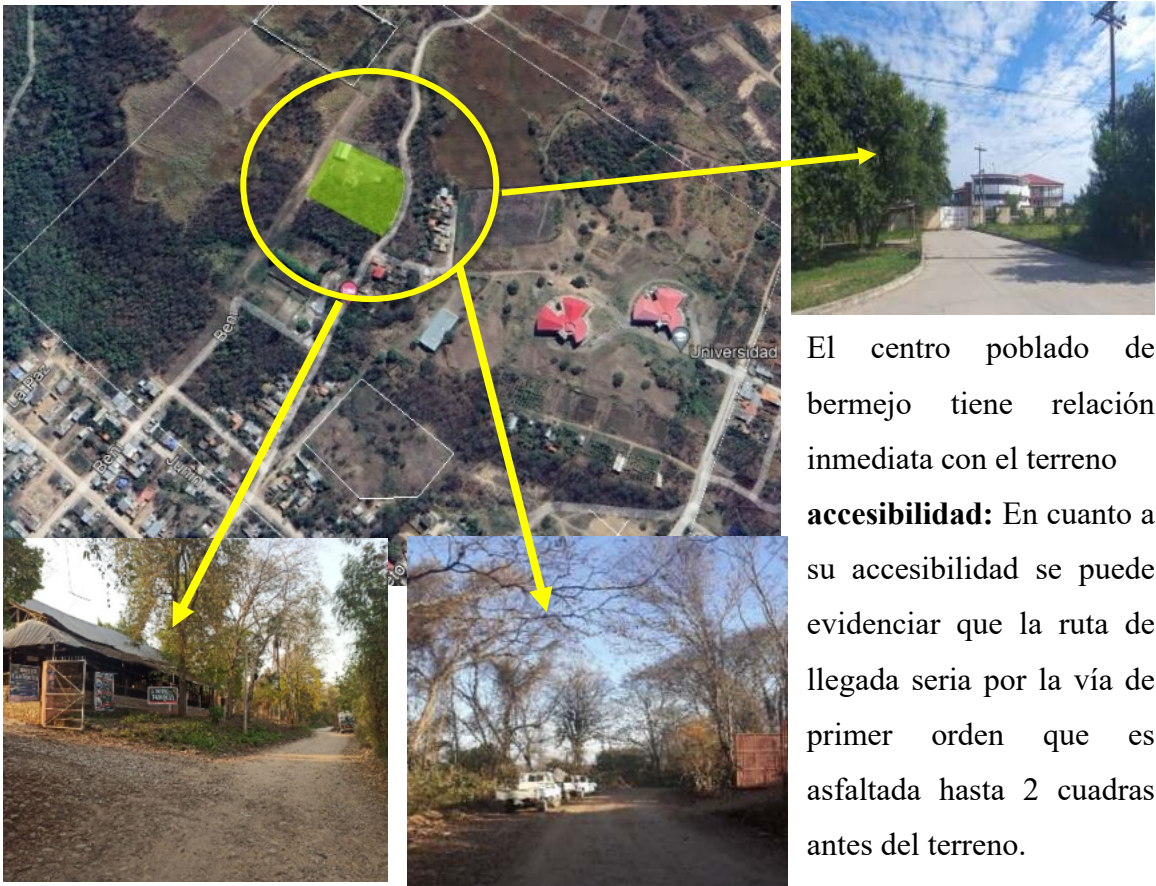 Beni
La Paz
Beni
Junin
Universidad
El centro poblado de
bermejo tiene relación
inmediata con el terreno
accesibilidad: En cuanto a
su accesibilidad se puede
evidenciar que la ruta de
llegada seria por la vía de
primer orden que es
asfaltada hasta 2 cuadras
antes del terreno.